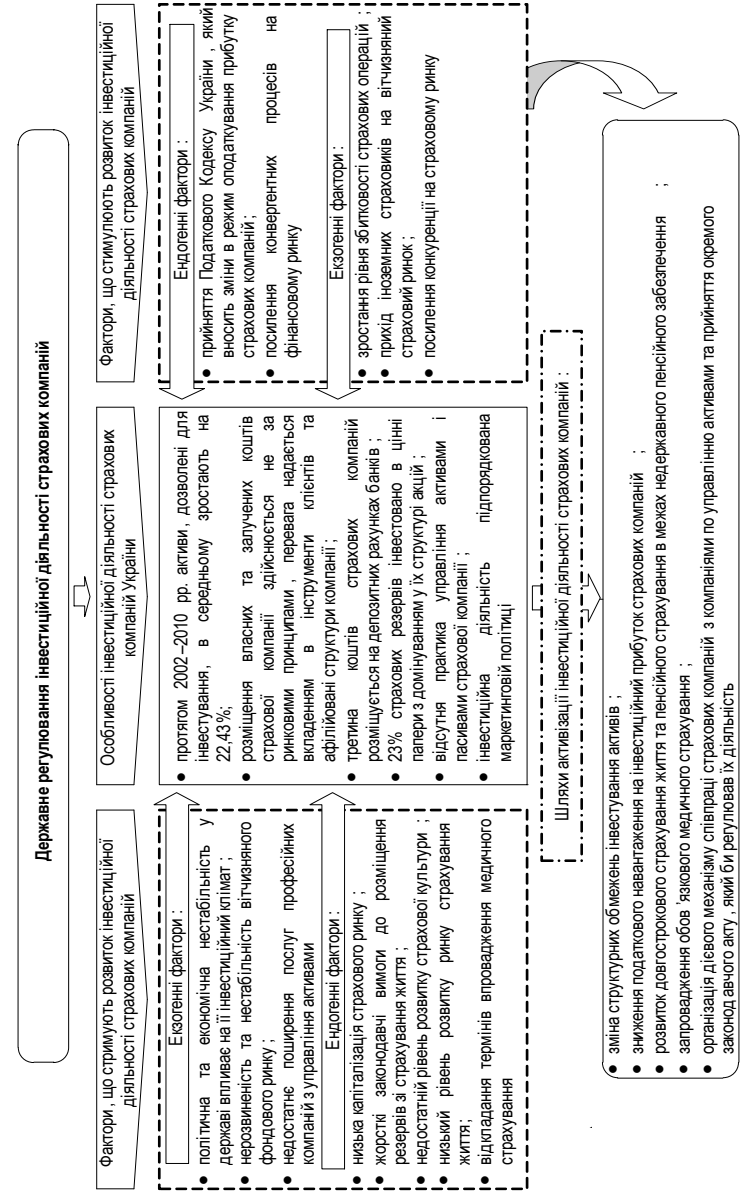 Державне регулювання інвестиційної діяльності страхових компаній
Фактори, що стримують розвиток інвестиційної
діяльності страхових компаній
Екзогенні фактори :
● політична та економічна нестабільність у
державі впливає на її інвестиційний клімат ;
● нерозвиненість та нестабільність вітчизняного
фондового ринку ;
● недостатнє поширення послуг професійних
компаній з управління активами
Ендогенні фактори :
● низька капіталізація страхового ринку ;
● жорсткі законодавчі вимоги до розміщення
резервів зі страхування життя ;
● недостатній рівень розвитку страхової культури ;
● низький рівень розвитку ринку страхування
життя;
● відкладання термінів впровадження медичного
страхування
Особливості інвестиційної діяльності страхових
компаній України
● протягом 2002–2010 рр. активи, дозволені для
інвестування, в середньому зростають на
22,43%;
● розміщення власних та залучених коштів
страхової компанії здійснюється не за
ринковими принципами , перевага надається
вкладенням в інструменти клієнтів та
афілійовані структури компанії ;
● третина коштів страхових компаній
розміщується на депозитних рахунках банків ;
● 23% страхових резервів інвестовано в цінні
папери з домінуванням у їх структурі акцій ;
● відсутня практика управління активами і
пасивами страхової компанії ;
● інвестиційна діяльність підпорядкована
маркетинговій політиці
Фактори, що стимулюють розвиток інвестиційної
діяльності страхових компаній
Ендогенні фактори :
● прийняття Податкового Кодексу України , який
вносить зміни в режим оподаткування прибутку
страхових компаній ;
● посилення конвергентних процесів на
фінансовому ринку
Екзогенні фактори :
● зростання рівня збитковості страхових операцій ;
● прихід іноземних страховиків на вітчизняний
страховий ринок ;
● посилення конкуренції на страховому ринку
Шляхи активізації інвестиційної діяльності страхових компаній :
● зміна структурних обмежень інвестування активів ;
● зниження податкового навантаження на інвестиційний прибуток страхових компаній ;
● розвиток довгострокового страхування життя та пенсійного страхування в межах недержавного пенсійного забезпечення ;
● запровадження обов 'язкового медичного страхування ;
● організація дієвого механізму співпраці страхових компаній з компаніями по управлінню активами та прийняття окремого
законод авчого акту , який би регулював їх діяльність